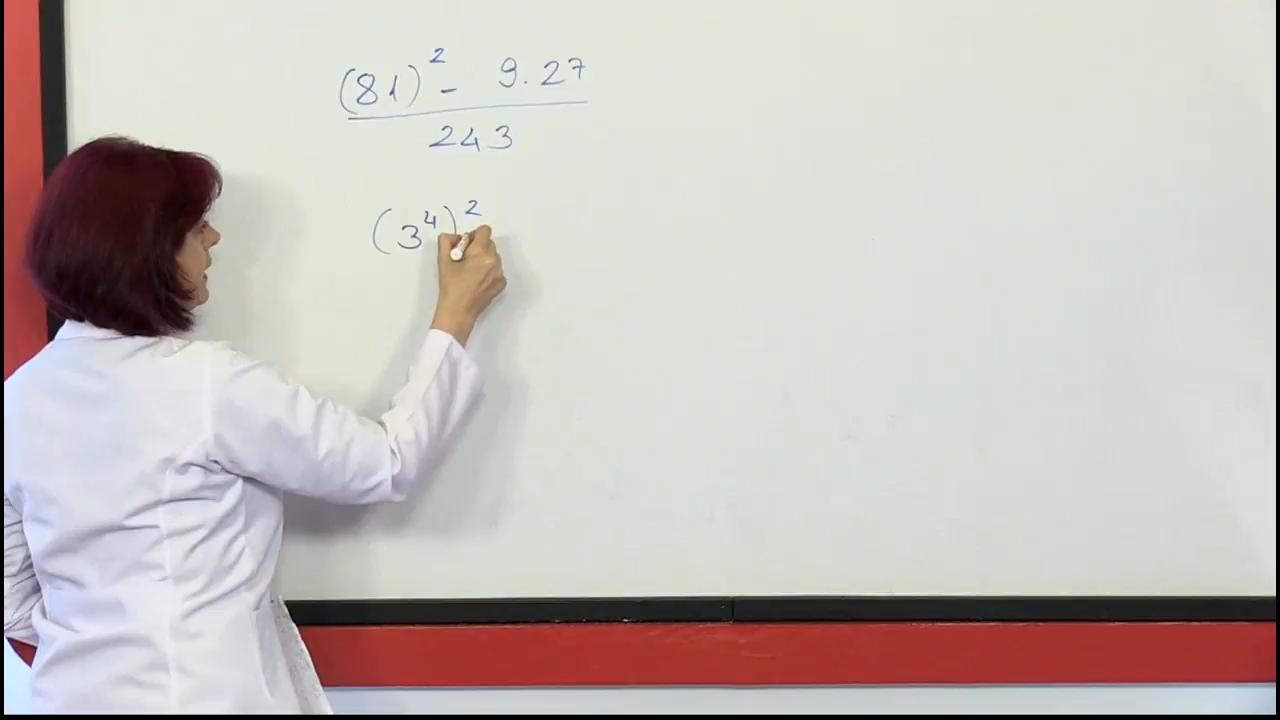 (81)² - 9.27
243
(3⁴)²